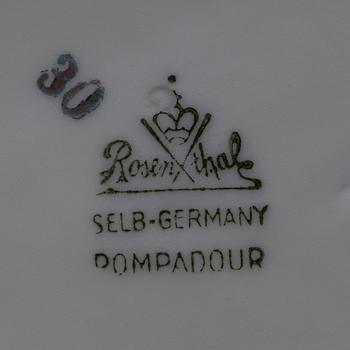 30
Rosenthal
SELB-GERMANY
POMPADOUR